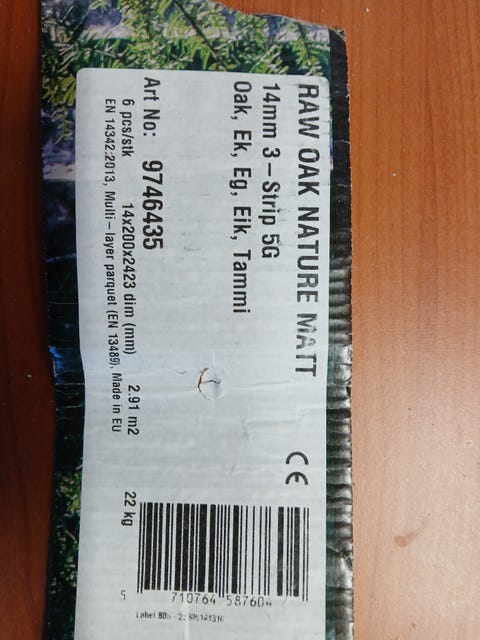 RAW OAK NATURE MATT
14mm 3-Strip 5G
Oak, Ek, Eg, Eik, Tammi
CE
Art No: 9746435
6 pcs/stk 14x200x2423 dim (mm) 2.91 m2 22 kg
EN 14342:2013, Multi-layer parquet (EN 13489), Made in EU
5 710764 587604
Label